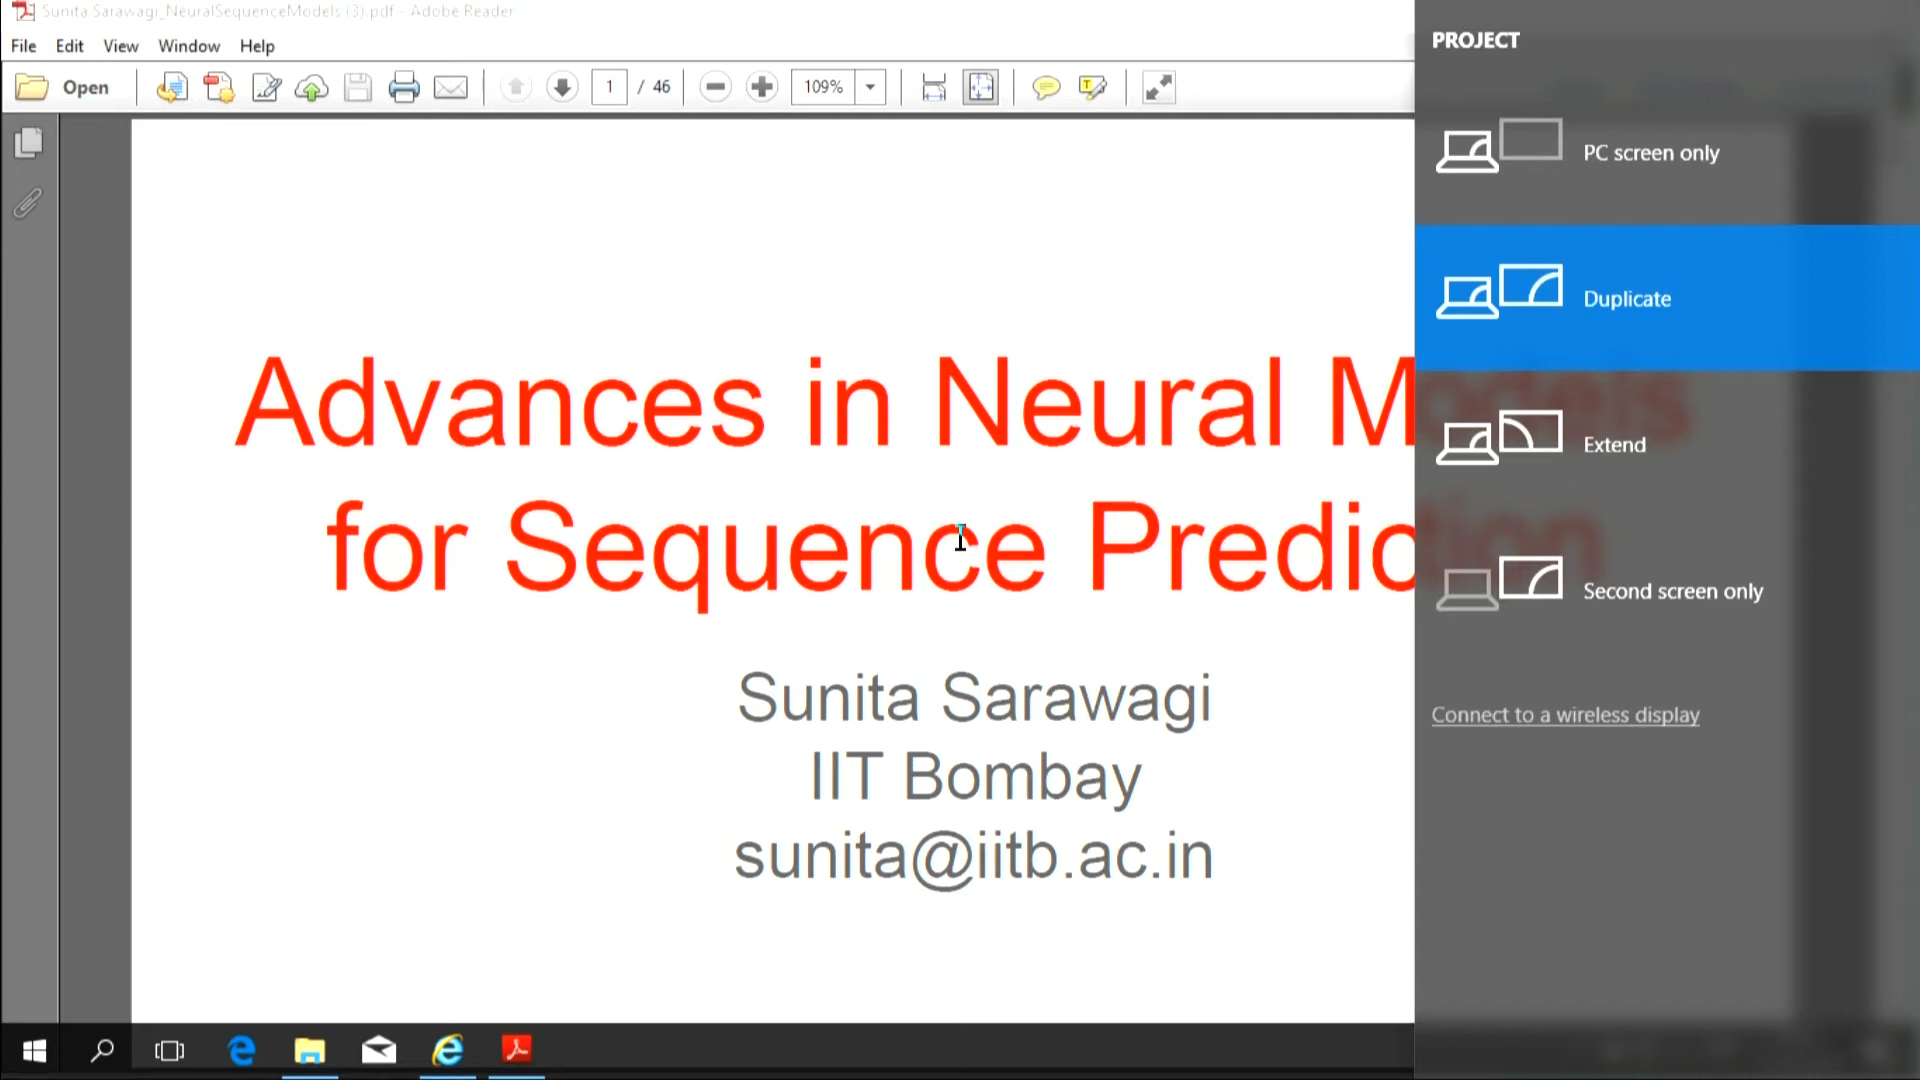 Sunita Sarawagi_NeuralSequenceModels (3).pdf - Adobe Reader
File Edit View Window Help
Open 1 / 46 109%
Advances in Neural Models
for Sequence Prediction
Sunita Sarawagi
IIT Bombay
sunita@iitb.ac.in
PROJECT
PC screen only
Duplicate
Extend
Second screen only
Connect to a wireless display